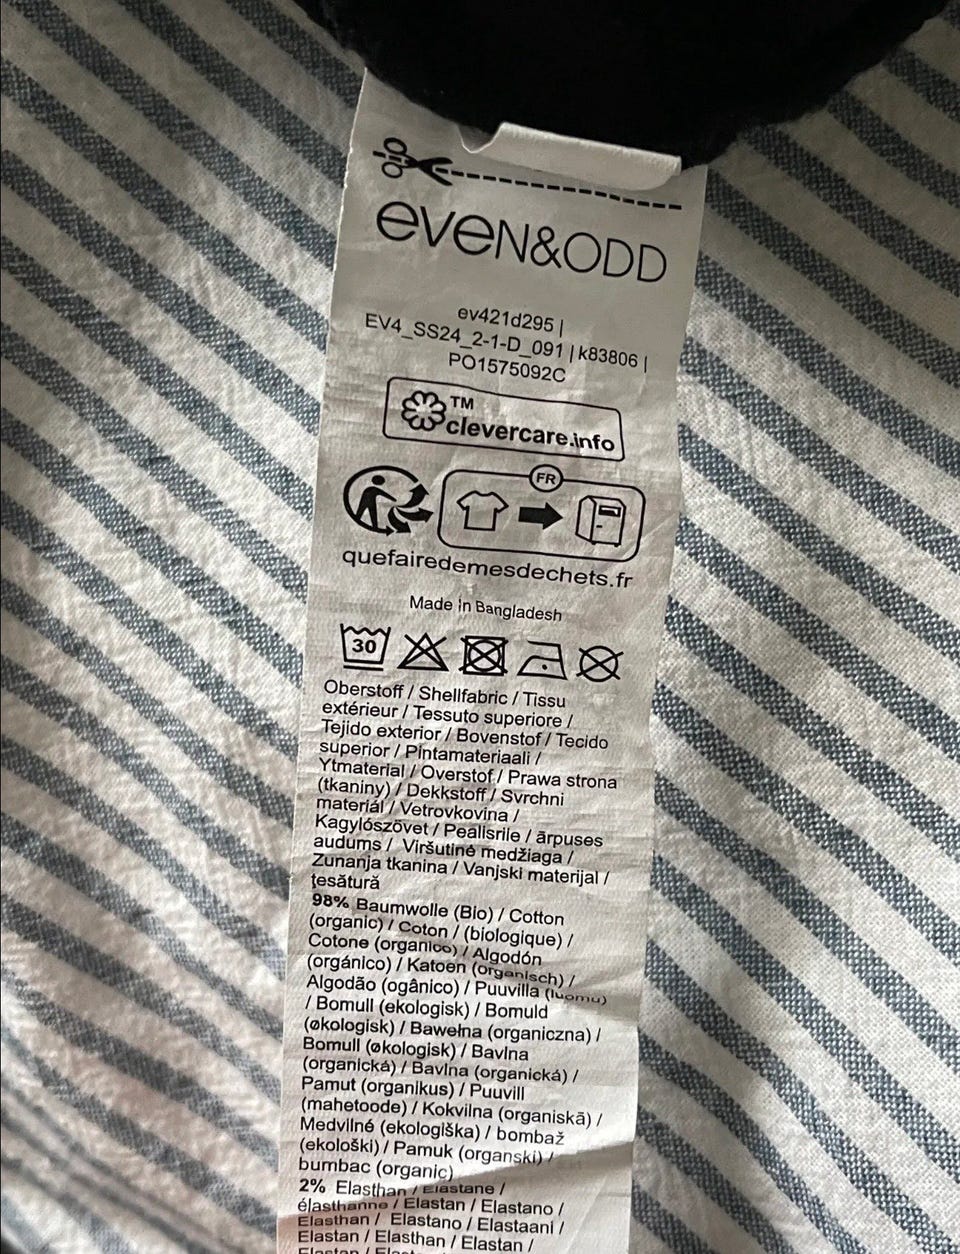 even&odd
ev421d295 |
EV4_SS24_2-1-D_091 | k83806 |
PO1575092C
TM
clevercare.info
FR
quefairedemesdechets.fr
Made in Bangladesh
30
Oberstoff / Shellfabric / Tissu
extérieur / Tessuto superiore /
Tejido exterior / Bovenstof / Tecido
superior / Pintamateriaali /
Ytmaterial / Overstof / Prawa strona
(tkaniny) / Dekkstoff / Svrchni
materiál / Vetrovkovina /
Kagylószövet / Pealisriie / ārpuses
audums / Viršutinė medžiaga /
Zunanja tkanina / Vanjski materijal /
țesătură
98% Baumwolle (Bio) / Cotton
(organic) / Coton / (biologique) /
Cotone (organico) / Algodón
(orgánico) / Katoen (organisch) /
Algodão (ogânico) / Puuvilla (luomu)
/ Bomull (ekologisk) / Bomuld
(økologisk) / Bawełna (organiczna) /
Bomull (økologisk) / Bavlna
(organická) / Bavlna (organická) /
Pamut (organikus) / Puuvill
(mahetoode) / Kokvilna (organiskā) /
Medvilnė (ekologiška) / bombaž
(ekološki) / Pamuk (organski) /
bumbac (organic)
2% Elasthan / Elastane /
élasthanne / Elastan / Elastano /
Elasthan / Elastano / Elastaani /
Elastan / Elasthan / Elastan /
Elastan /